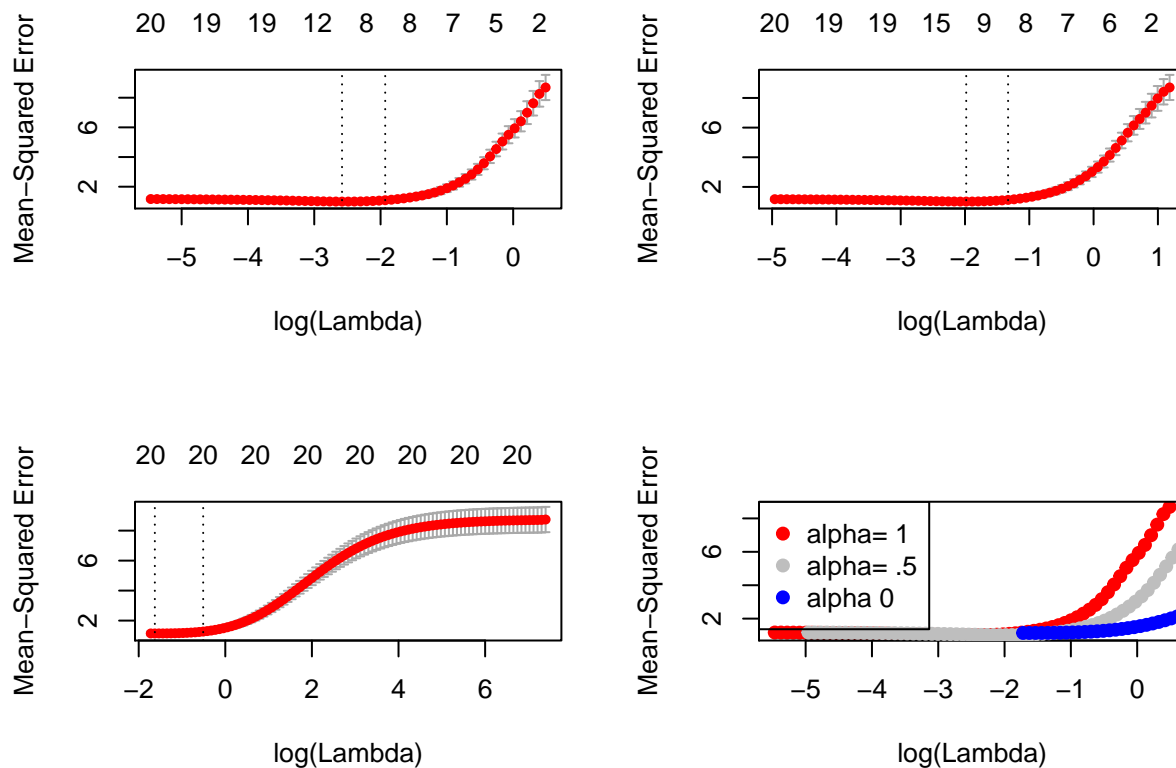 20 19 19 12 8 8 7 5 2
Mean−Squared Error
2 6
−5 −4 −3 −2 −1 0
log(Lambda)
20 19 19 15 9 8 7 6 2
Mean−Squared Error
2 6
−5 −4 −3 −2 −1 0 1
log(Lambda)
20 20 20 20 20 20 20 20
Mean−Squared Error
2 6
−2 0 2 4 6
log(Lambda)
Mean−Squared Error
2 6
alpha= 1
alpha= .5
alpha 0
−5 −4 −3 −2 −1 0
log(Lambda)